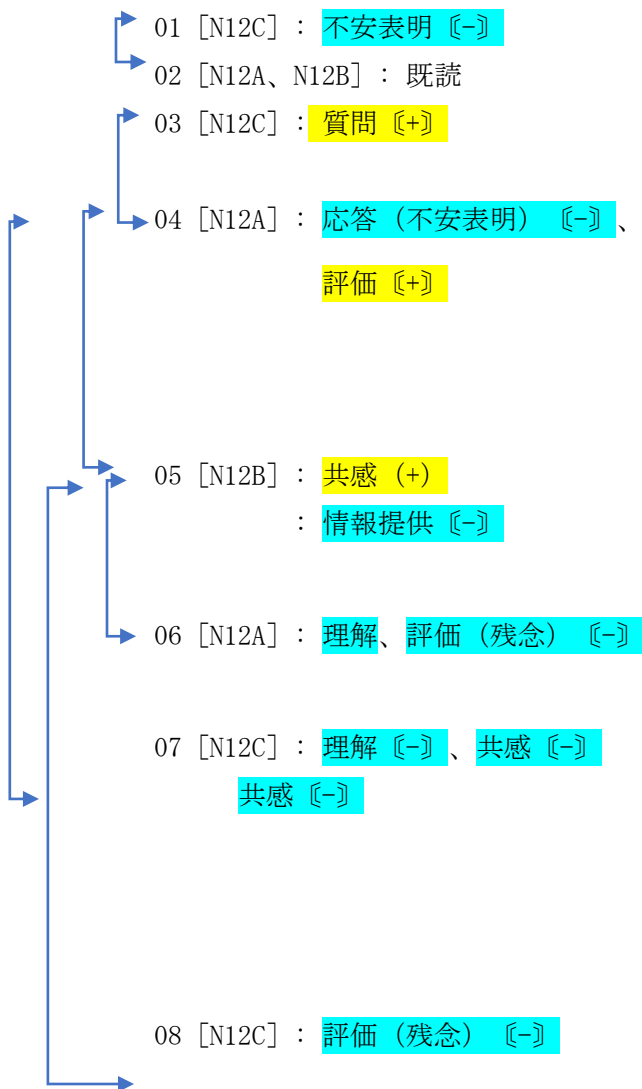 01 [N12C] : 不安表明〔-〕
02 [N12A、N12B] : 既読
03 [N12C] : 質問〔+〕
04 [N12A] : 応答（不安表明）〔-〕、
評価〔+〕
05 [N12B] : 共感（+）
: 情報提供〔-〕
06 [N12A] : 理解、評価（残念）〔-〕
07 [N12C] : 理解〔-〕、共感〔-〕
共感〔-〕
08 [N12C] : 評価（残念）〔-〕